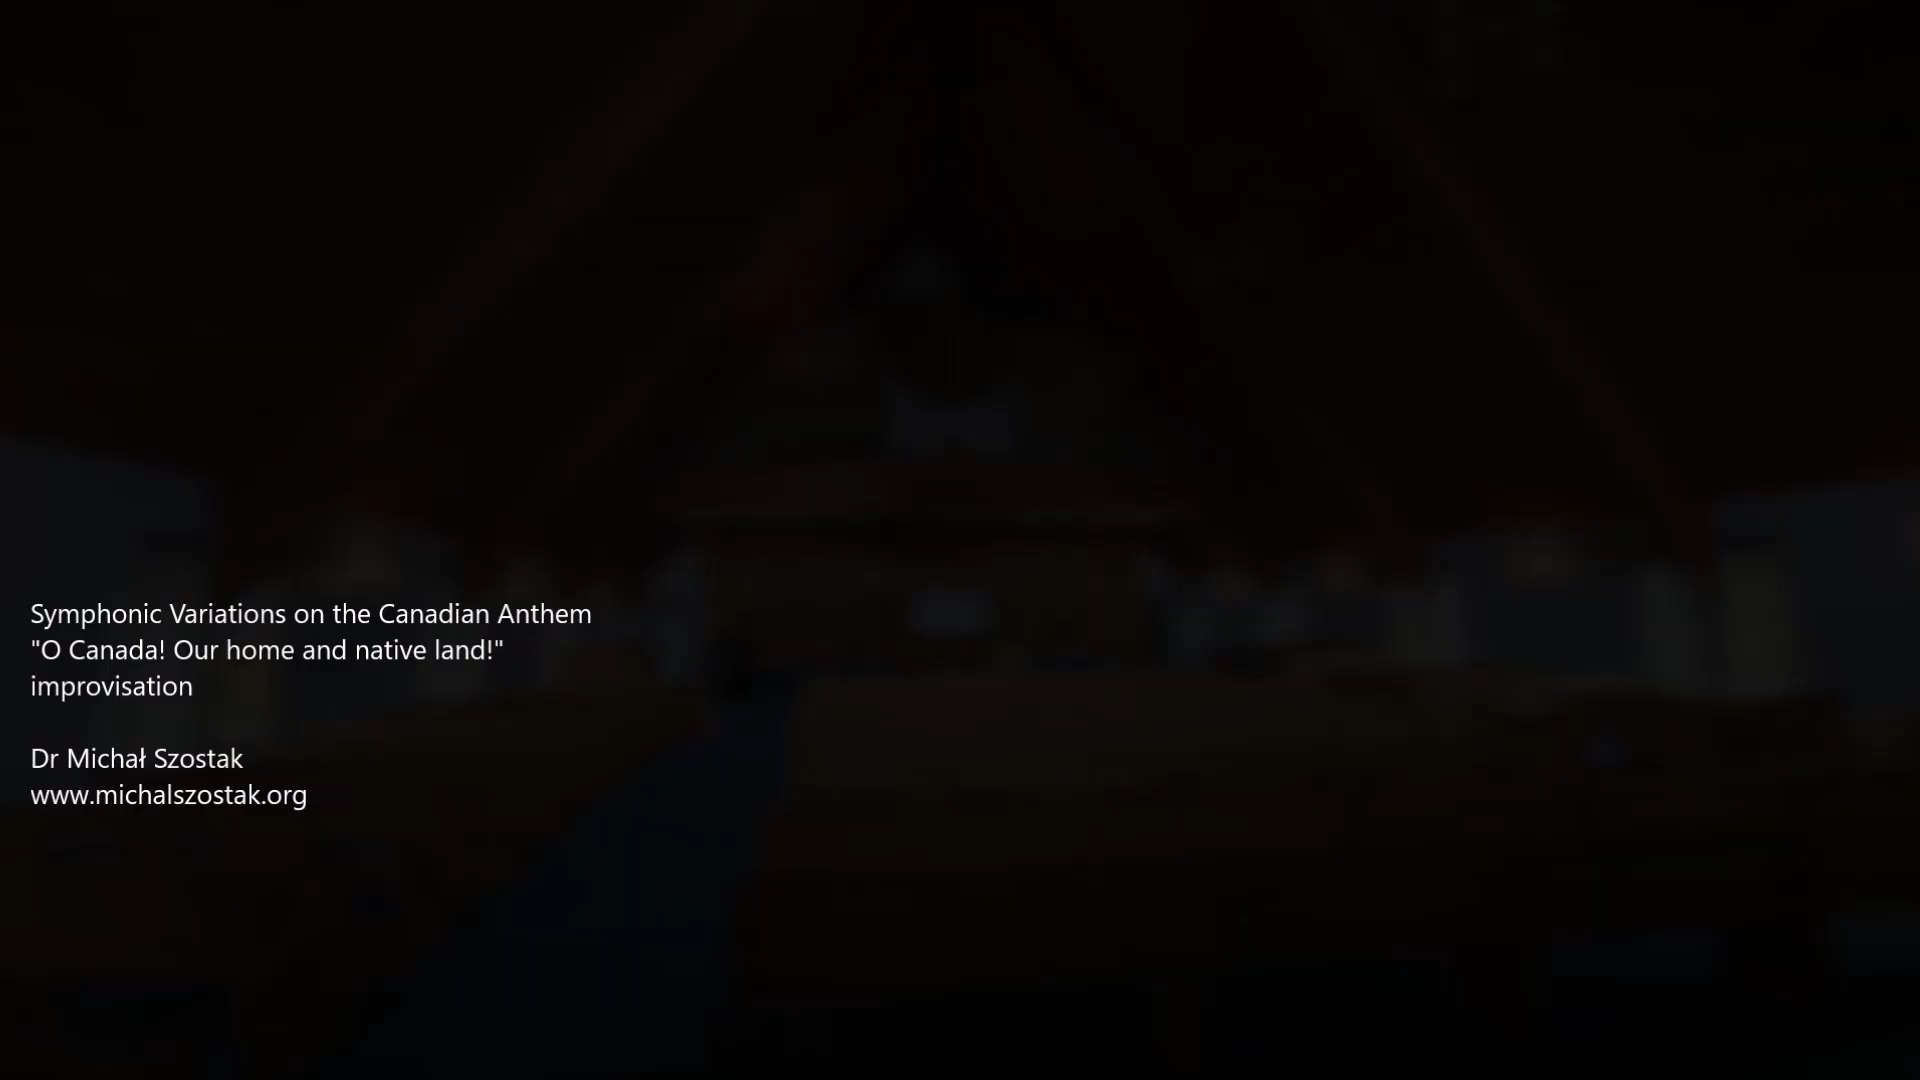 Symphonic Variations on the Canadian Anthem
"O Canada! Our home and native land!"
improvisation
Dr Michał Szostak
www.michalszostak.org